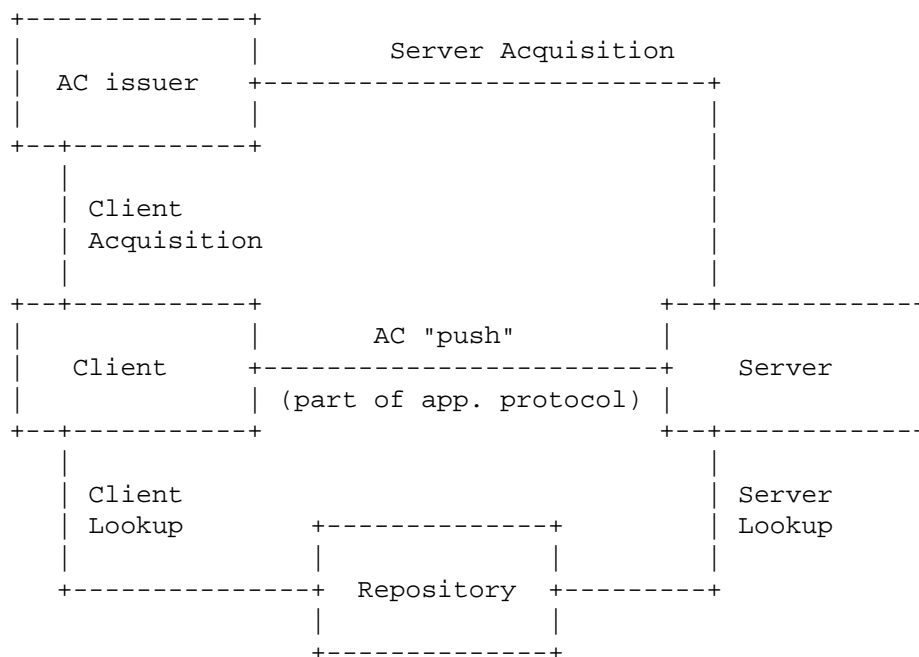 Server Acquisition
AC issuer
Client
Acquisition
AC "push"
Client
Server
(part of app. protocol)
Client
Lookup
Server
Lookup
Repository